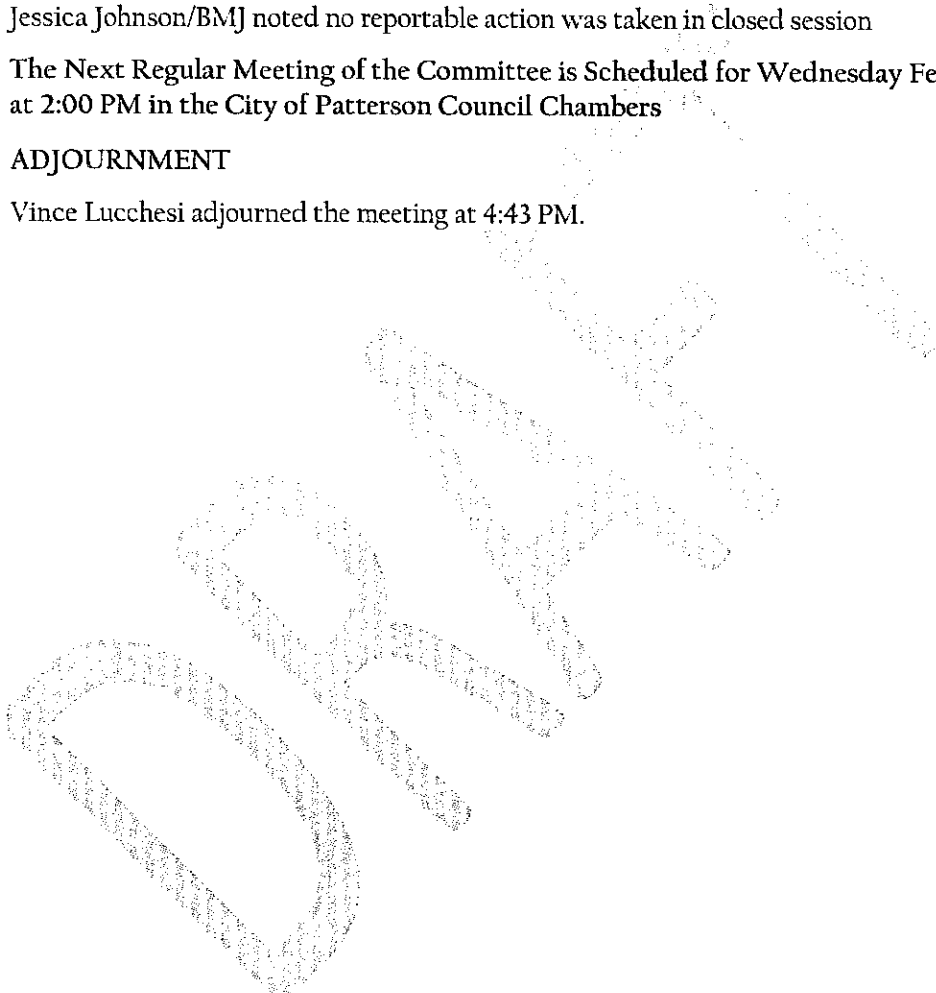 Jessica Johnson/BMJ noted no reportable action was taken in closed session
The Next Regular Meeting of the Committee is Scheduled for Wednesday Fe
at 2:00 PM in the City of Patterson Council Chambers
ADJOURNMENT
Vince Lucchesi adjourned the meeting at 4:43 PM.
DRAFT